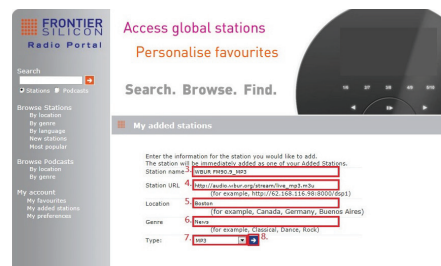 FRONTIER
SILICON
Radio Portal
Access global stations
Personalise favourites
Search. Browse. Find.
Search
Stations Podcasts
Browse Stations
By location
By genre
By language
New stations
Most popular
Browse Podcasts
By location
By genre
My account
My favourites
My added stations
My preferences
My added stations
Enter the information for the station you would like to add.
The station will be immediately added as one of your Added Stations.
Station name 3. WBUR FM90.9_MP3
Station URL 4. http://audio.wbur.org/stream/live_mp3.m3u
(for example, http://62.168.116.98:8000/dsp1)
Location 5. Boston
(for example, Canada, Germany, Buenos Aires)
Genre 6. News
(for example, Classical, Dance, Rock)
Type: 7. MP3 8.